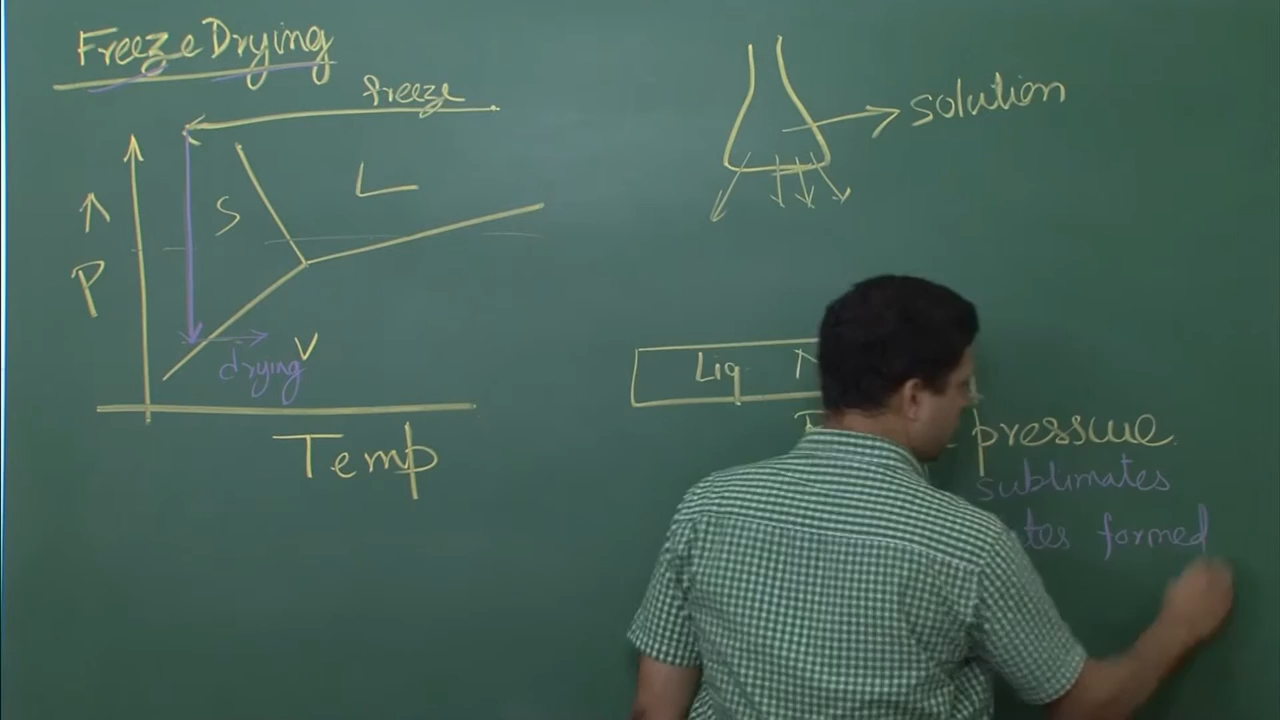 Freeze Drying
freeze
solution
L
S
P
V
drying
Temp
Liq
pressure
sublimates
formed